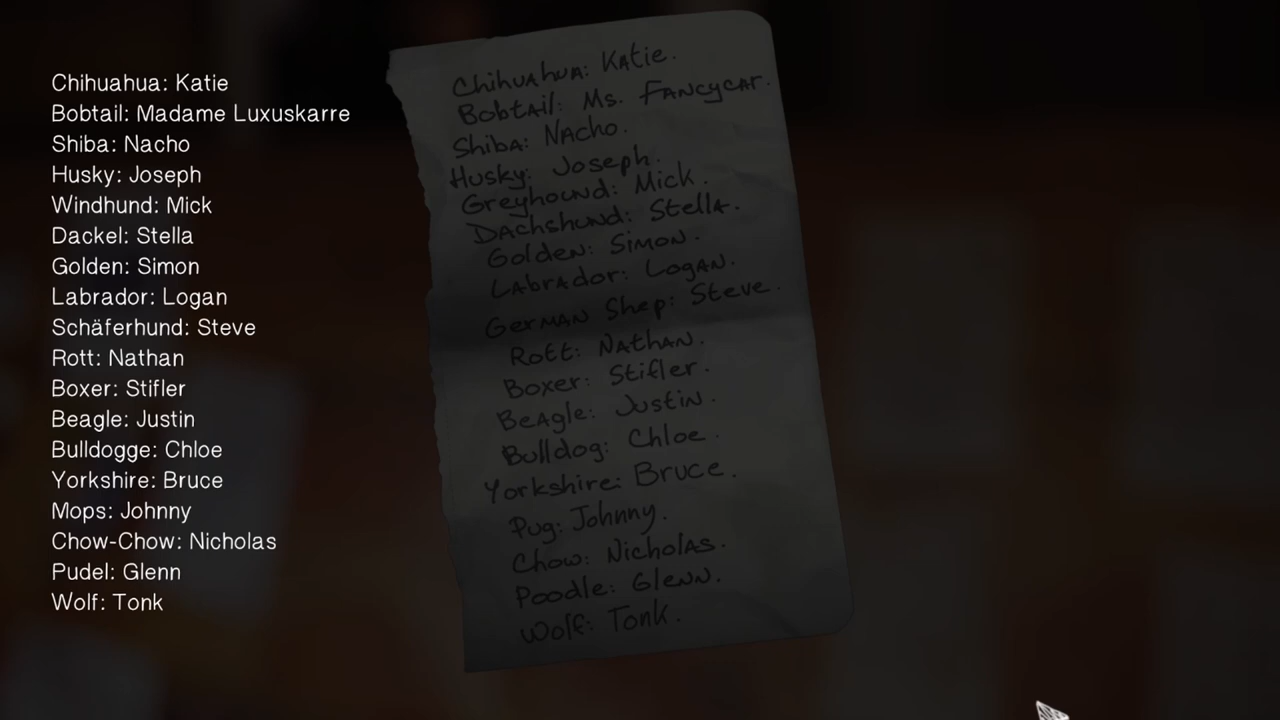 Chihuahua: Katie
Bobtail: Madame Luxuskarre
Shiba: Nacho
Husky: Joseph
Windhund: Mick
Dackel: Stella
Golden: Simon
Labrador: Logan
Schäferhund: Steve
Rott: Nathan
Boxer: Stifler
Beagle: Justin
Bulldogge: Chloe
Yorkshire: Bruce
Mops: Johnny
Chow-Chow: Nicholas
Pudel: Glenn
Wolf: Tonk
Chihuahua: Katie.
Bobtail: Ms. Fancycar.
Shiba: Nacho.
Husky: Joseph.
Greyhound: Mick.
Dachshund: Stella.
Golden: Simon.
Labrador: Logan.
German Shep: Steve.
Rott: Nathan.
Boxer: Stifler.
Beagle: Justin.
Bulldog: Chloe.
Yorkshire: Bruce.
Pug: Johnny.
Chow: Nicholas.
Poodle: Glenn.
Wolf: Tonk.